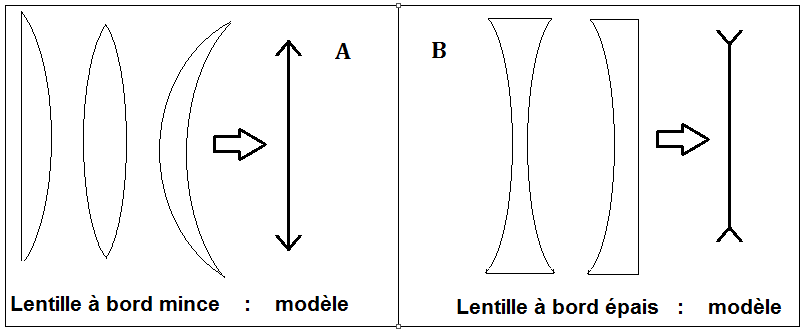 A
B
Lentille à bord mince : modèle
Lentille à bord épais : modèle